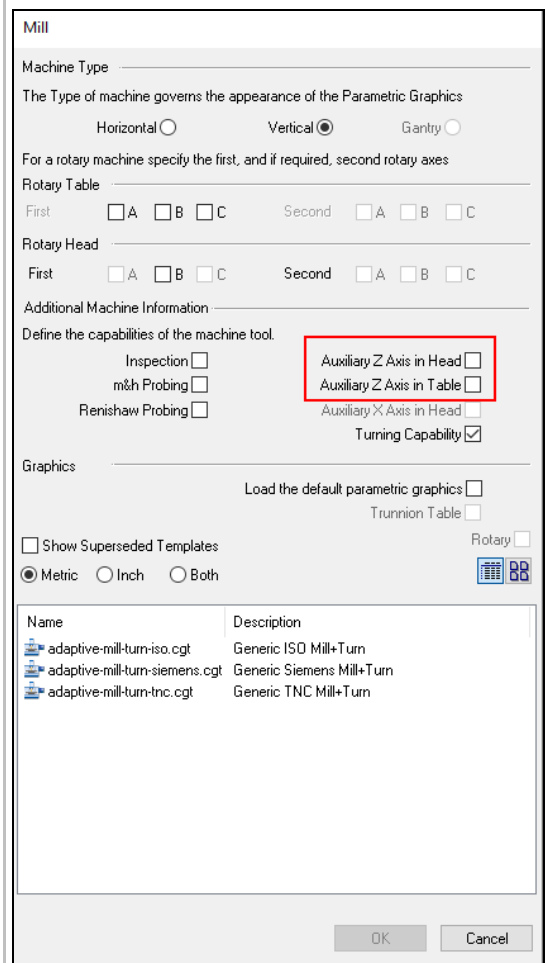 Mill
Machine Type
The Type of machine governs the appearance of the Parametric Graphics
Horizontal Vertical Gantry
For a rotary machine specify the first, and if required, second rotary axes
Rotary Table
First A B C Second A B C
Rotary Head
First A B C Second A B C
Additional Machine Information
Define the capabilities of the machine tool.
Inspection Auxiliary Z Axis in Head
m&h Probing Auxiliary Z Axis in Table
Renishaw Probing Auxiliary X Axis in Head
Turning Capability
Graphics
Load the default parametric graphics
Trunnion Table
Show Superseded Templates Rotary
Metric Inch Both
Name Description
adaptive-mill-turn-iso.cgt Generic ISO Mill+Turn
adaptive-mill-turn-siemens.cgt Generic Siemens Mill+Turn
adaptive-mill-turn-tnc.cgt Generic TNC Mill+Turn
OK Cancel